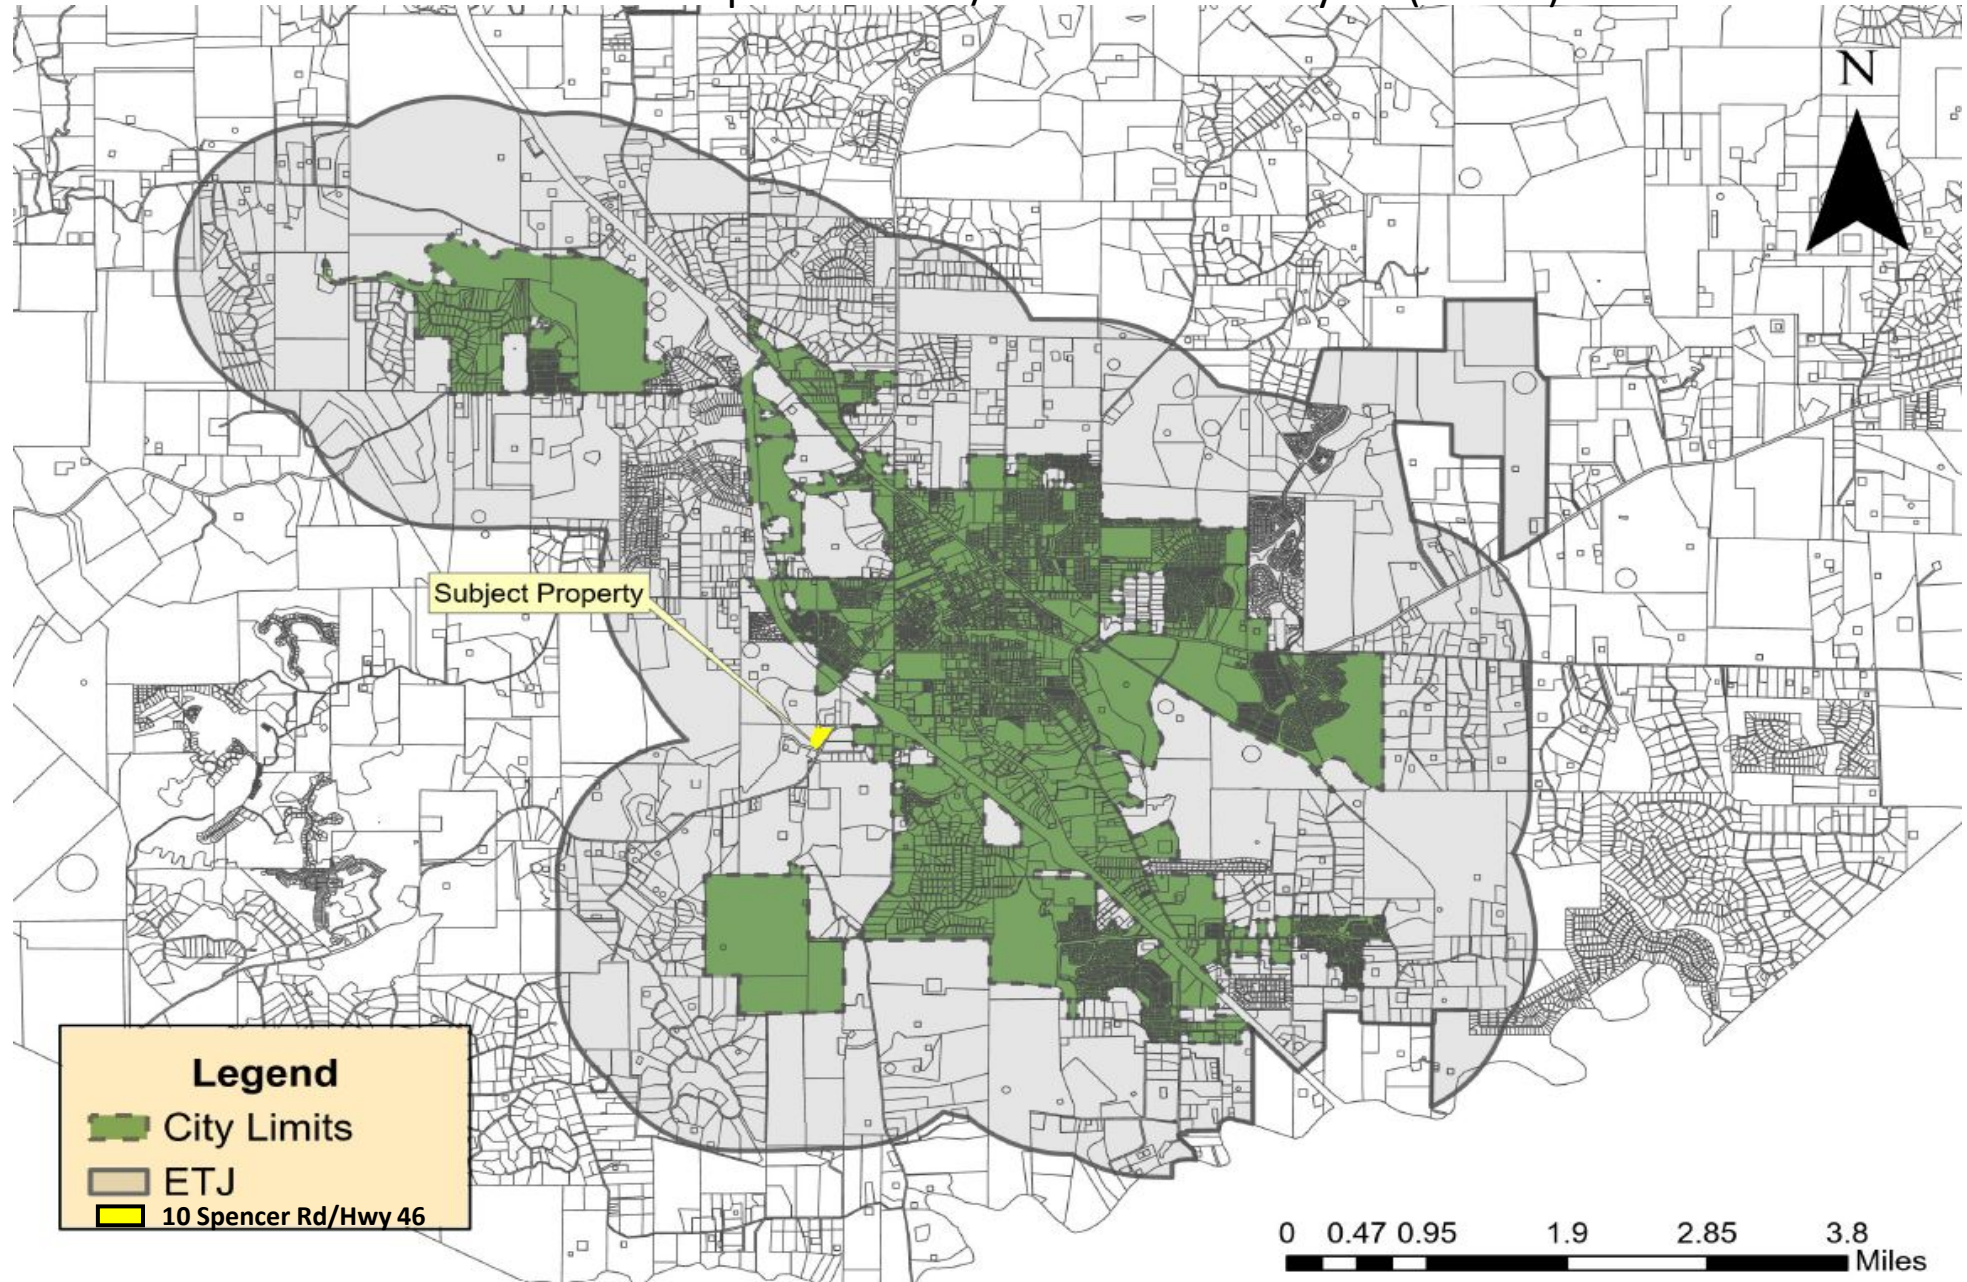 N
Subject Property
Legend
City Limits
ETJ
10 Spencer Rd/Hwy 46
0 0.47 0.95 1.9 2.85 3.8
Miles